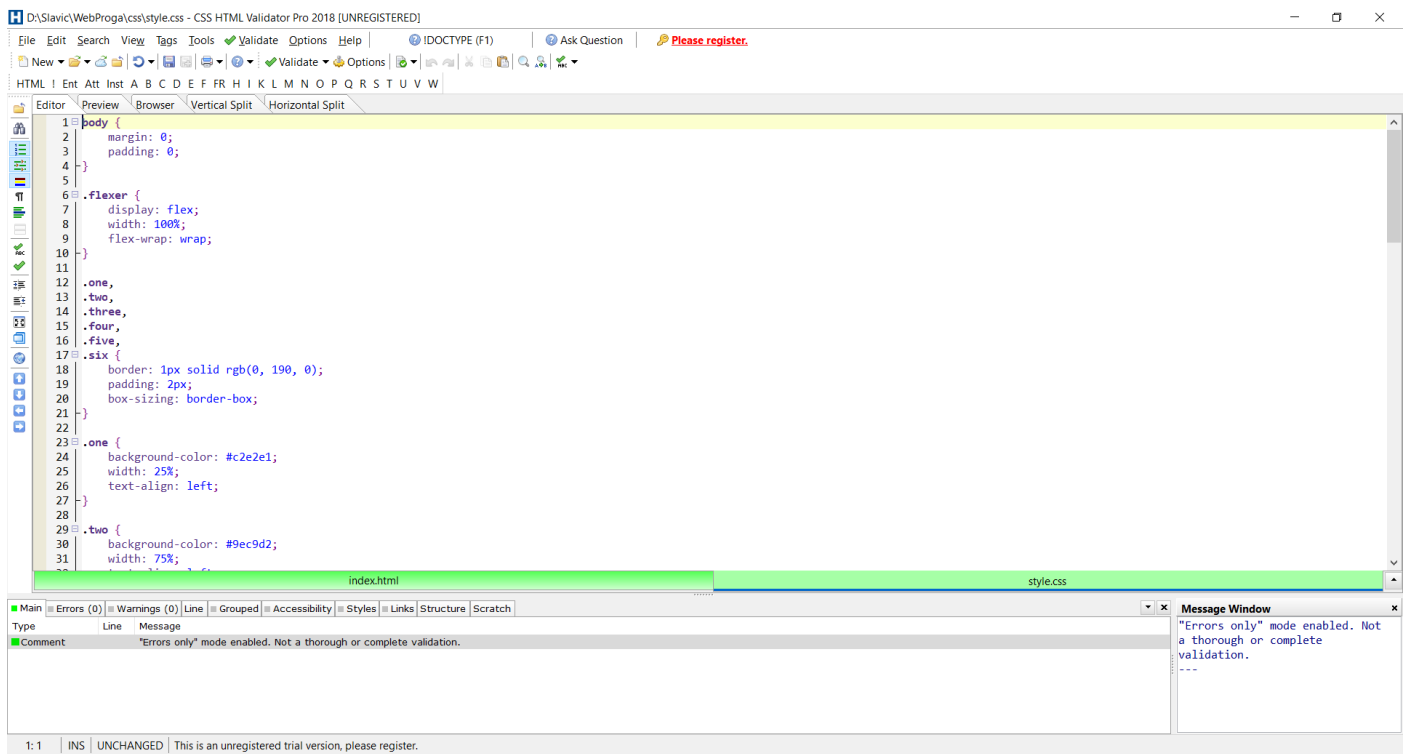 D:\Slavic\WebProga\css\style.css - CSS HTML Validator Pro 2018 [UNREGISTERED]
File Edit Search View Tags Tools Validate Options Help !DOCTYPE (F1) Ask Question Please register.
New Validate Options
HTML ! Ent Att Inst A B C D E F FR H I K L M N O P Q R S T U V W
Editor Preview Browser Vertical Split Horizontal Split
1 body {
2 margin: 0;
3 padding: 0;
4 }
5
6 .flexer {
7 display: flex;
8 width: 100%;
9 flex-wrap: wrap;
10 }
11
12 .one,
13 .two,
14 .three,
15 .four,
16 .five,
17 .six {
18 border: 1px solid rgb(0, 190, 0);
19 padding: 2px;
20 box-sizing: border-box;
21 }
22
23 .one {
24 background-color: #c2e2e1;
25 width: 25%;
26 text-align: left;
27 }
28
29 .two {
30 background-color: #9ec9d2;
31 width: 75%;
index.html style.css
Main Errors (0) Warnings (0) Line Grouped Accessibility Styles Links Structure Scratch
Type Line Message
Comment "Errors only" mode enabled. Not a thorough or complete validation.
Message Window
"Errors only" mode enabled. Not
a thorough or complete
validation.
---
1: 1 INS UNCHANGED This is an unregistered trial version, please register.